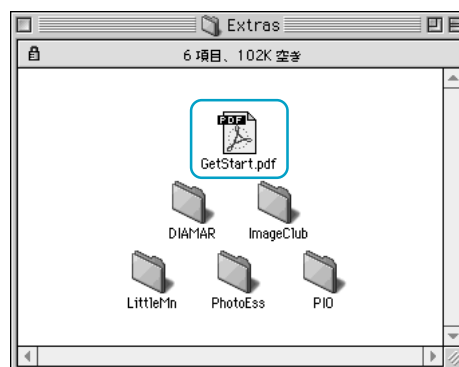 Extras
6 項目、102K 空き
PDF
GetStart.pdf
DIAMAR ImageClub
LittleMn PhotoEss PIO